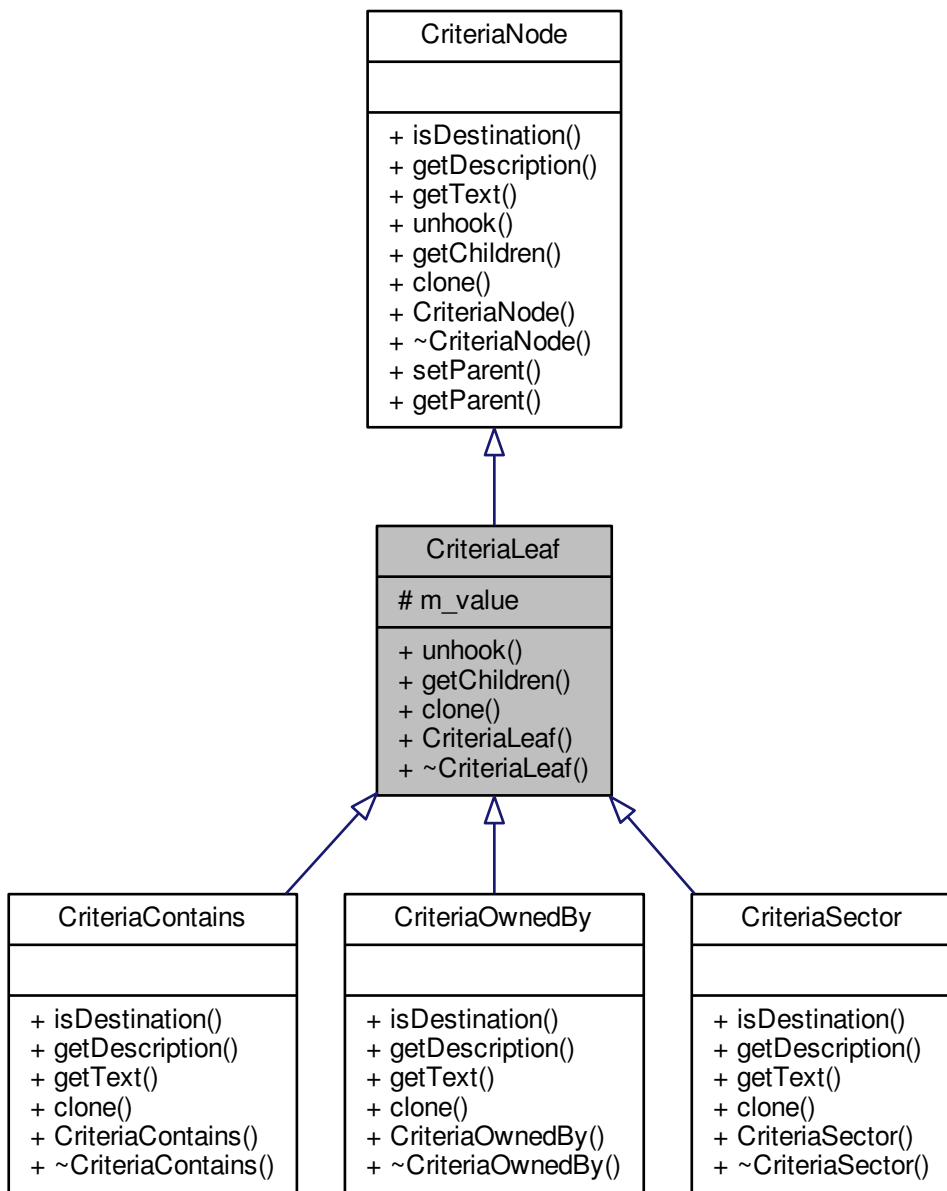 CriteriaNode
+ isDestination()
+ getDescription()
+ getText()
+ unhook()
+ getChildren()
+ clone()
+ CriteriaNode()
+ ~CriteriaNode()
+ setParent()
+ getParent()
CriteriaLeaf
# m_value
+ unhook()
+ getChildren()
+ clone()
+ CriteriaLeaf()
+ ~CriteriaLeaf()
CriteriaContains
+ isDestination()
+ getDescription()
+ getText()
+ clone()
+ CriteriaContains()
+ ~CriteriaContains()
CriteriaOwnedBy
+ isDestination()
+ getDescription()
+ getText()
+ clone()
+ CriteriaOwnedBy()
+ ~CriteriaOwnedBy()
CriteriaSector
+ isDestination()
+ getDescription()
+ getText()
+ clone()
+ CriteriaSector()
+ ~CriteriaSector()